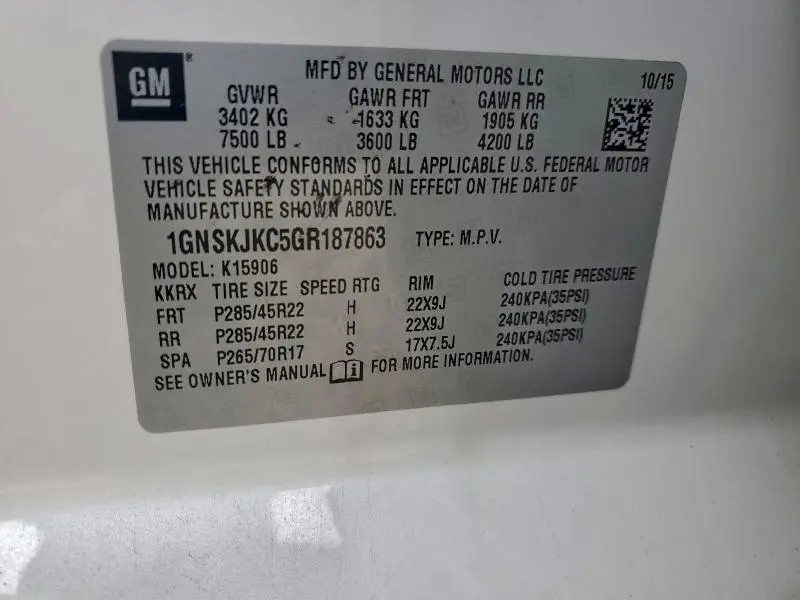 GM®
MFD BY GENERAL MOTORS LLC 10/15
GVWR GAWR FRT GAWR RR
3402 KG 1633 KG 1905 KG
7500 LB 3600 LB 4200 LB
THIS VEHICLE CONFORMS TO ALL APPLICABLE U.S. FEDERAL MOTOR
VEHICLE SAFETY STANDARDS IN EFFECT ON THE DATE OF
MANUFACTURE SHOWN ABOVE.
1GNSKJKC5GR187863 TYPE: M.P.V.
MODEL: K15906
KKRX TIRE SIZE SPEED RTG RIM COLD TIRE PRESSURE
FRT P285/45R22 H 22X9J 240KPA(35PSI)
RR P285/45R22 H 22X9J 240KPA(35PSI)
SPA P265/70R17 S 17X7.5J 240KPA(35PSI)
SEE OWNER'S MANUAL i FOR MORE INFORMATION.